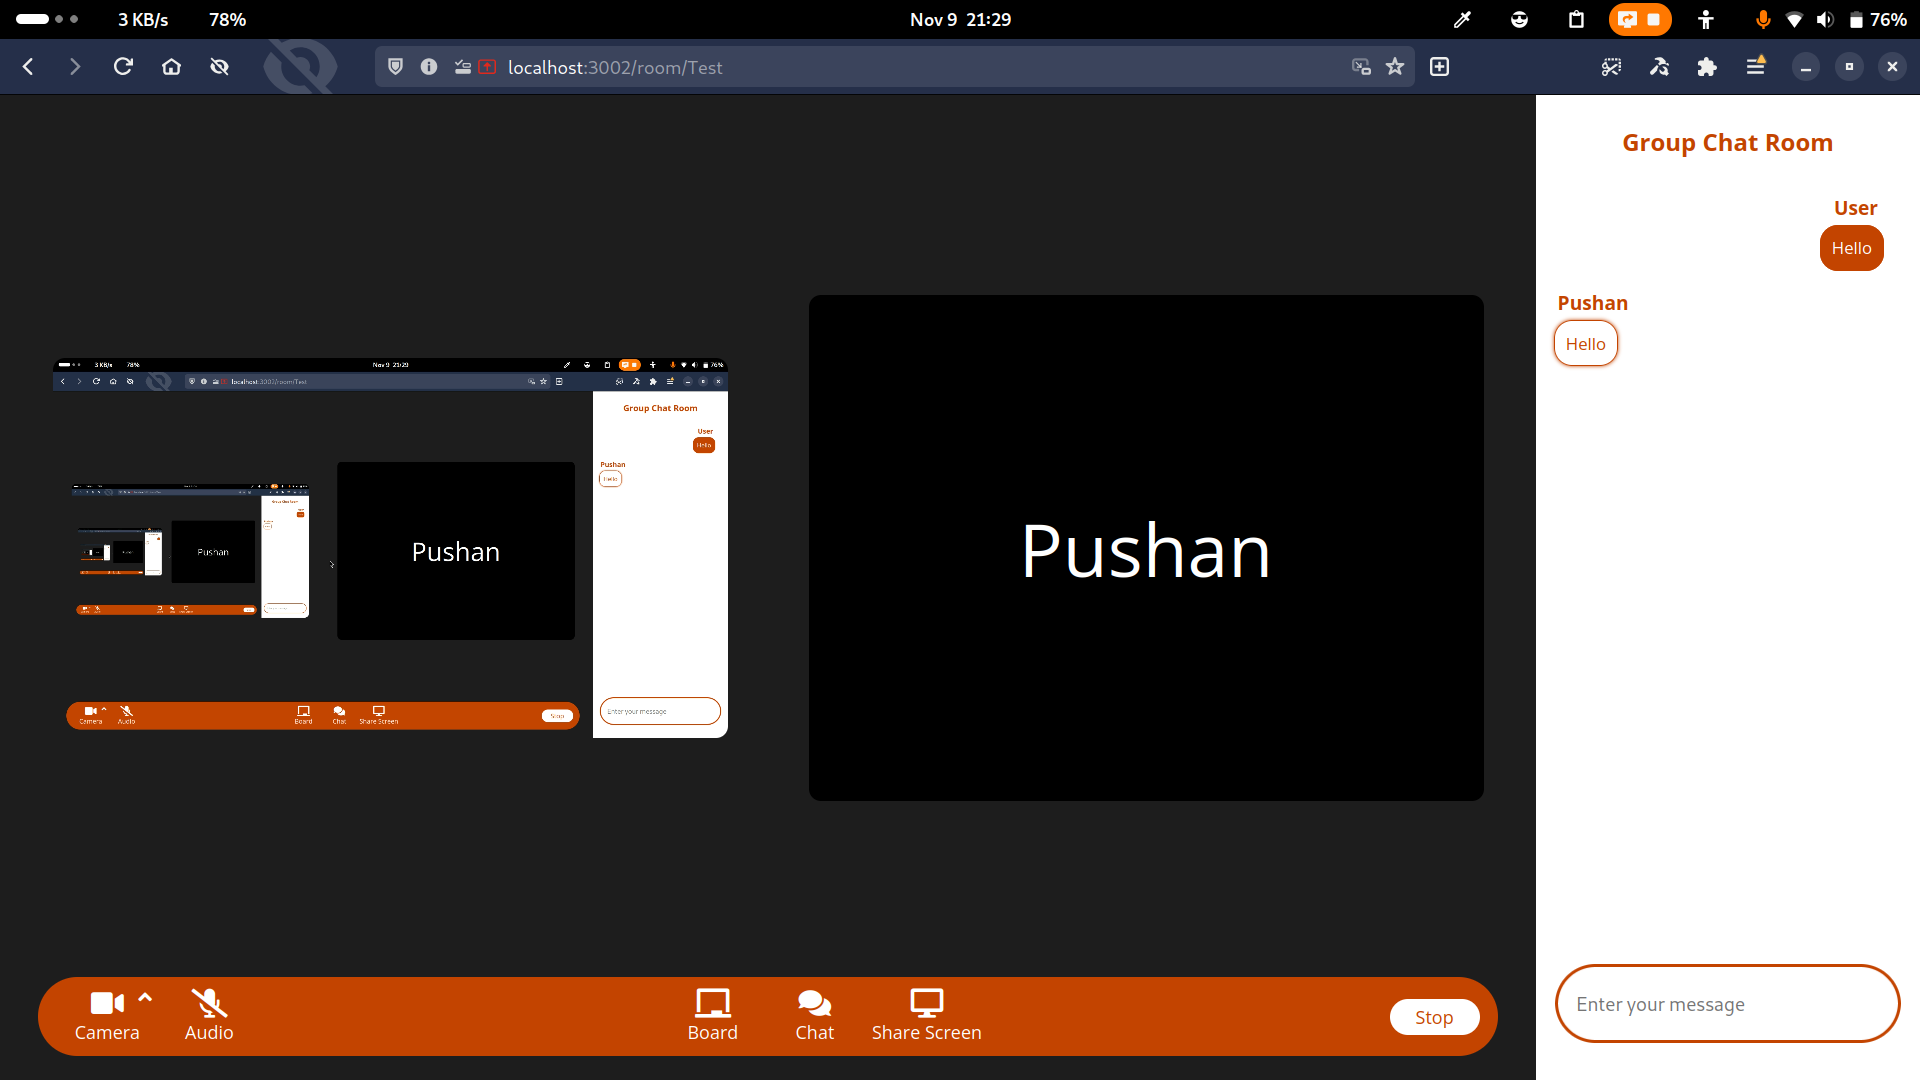 3 KB/s 78% Nov 9 21:29 76%
localhost:3002/room/Test
Group Chat Room
User
Hello
Pushan
Hello
3 KB/s 78% Nov 9 21:29 76%
localhost:3002/room/Test
Group Chat Room
User
Hello
Pushan
Hello
Pushan
Pushan
Camera Audio Board Chat Share Screen Stop
Enter your message
Pushan
Camera Audio Board Chat Share Screen Stop
Enter your message